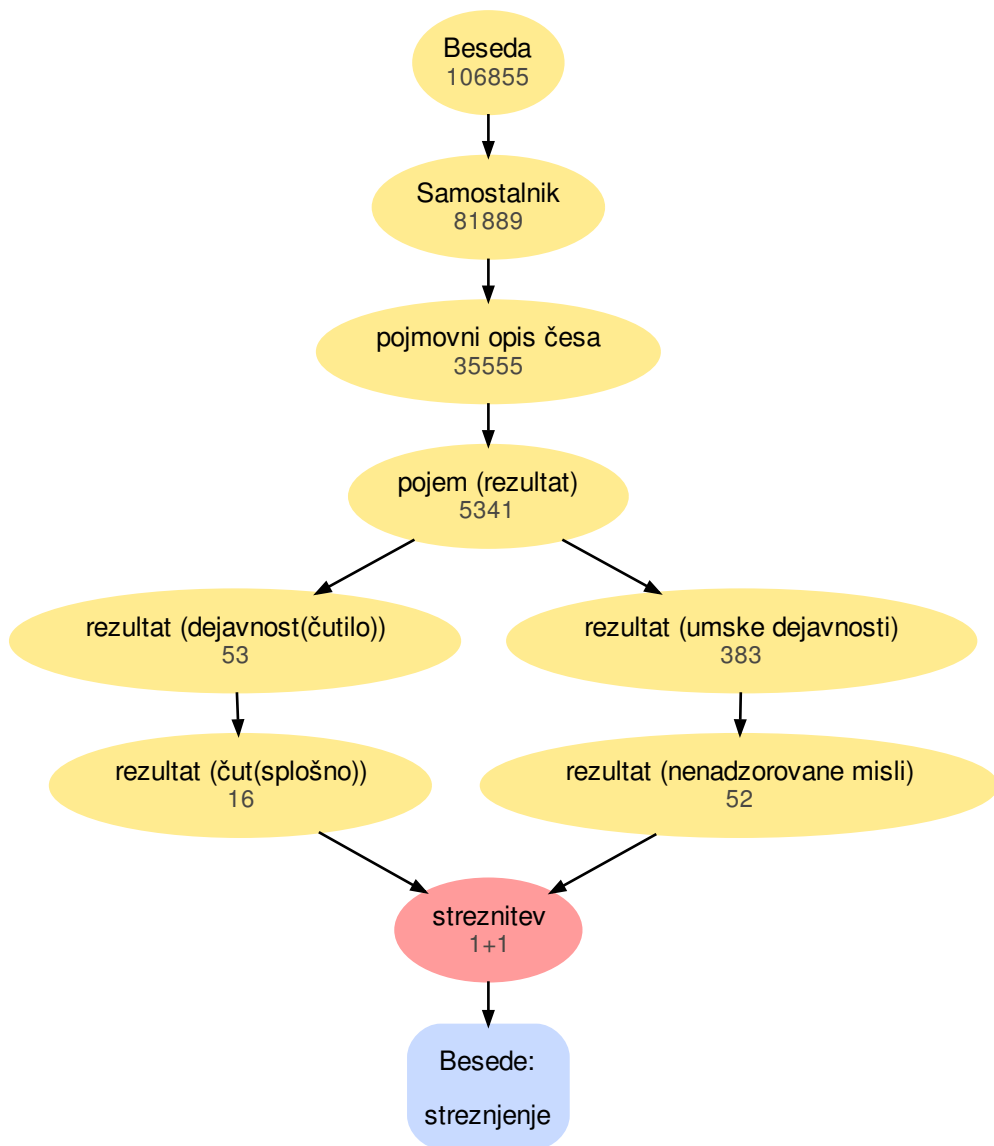 Beseda
106855
Samostalnik
81889
pojmovni opis česa
35555
pojem (rezultat)
5341
rezultat (dejavnost(čutilo))
53
rezultat (umske dejavnosti)
383
rezultat (čut(splošno))
16
rezultat (nenadzorovane misli)
52
streznitev
1+1
Besede:
streznjenje